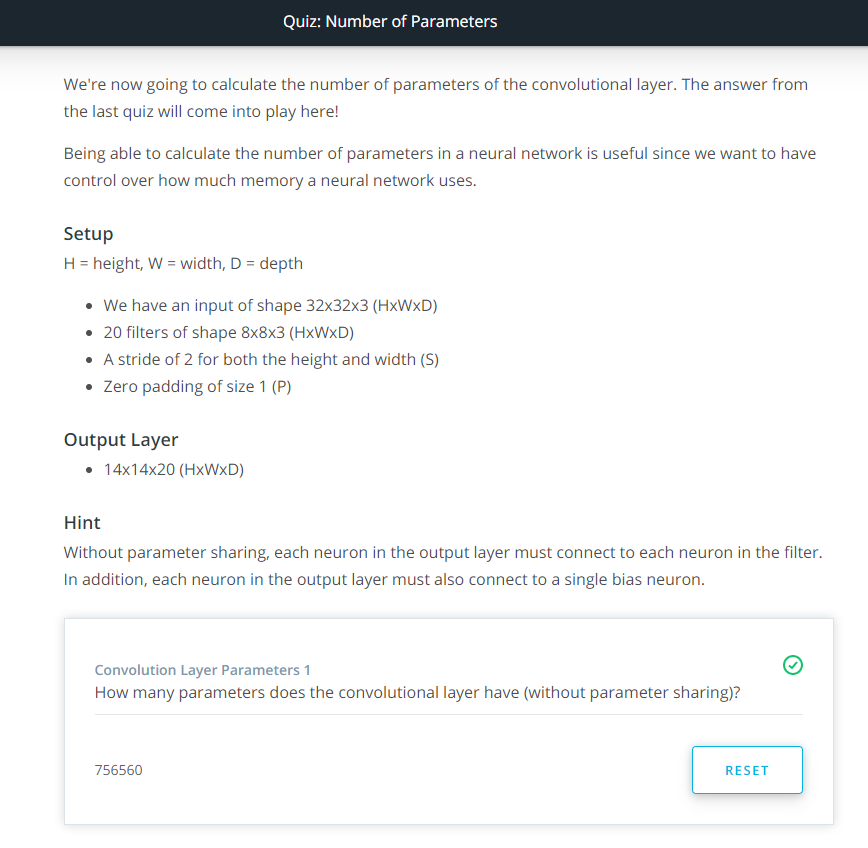 Quiz: Number of Parameters
We're now going to calculate the number of parameters of the convolutional layer. The answer from
the last quiz will come into play here!
Being able to calculate the number of parameters in a neural network is useful since we want to have
control over how much memory a neural network uses.
Setup
H = height, W = width, D = depth
• We have an input of shape 32x32x3 (HxWxD)
• 20 filters of shape 8x8x3 (HxWxD)
• A stride of 2 for both the height and width (S)
• Zero padding of size 1 (P)
Output Layer
• 14x14x20 (HxWxD)
Hint
Without parameter sharing, each neuron in the output layer must connect to each neuron in the filter.
In addition, each neuron in the output layer must also connect to a single bias neuron.
Convolution Layer Parameters 1
How many parameters does the convolutional layer have (without parameter sharing)?
756560
RESET